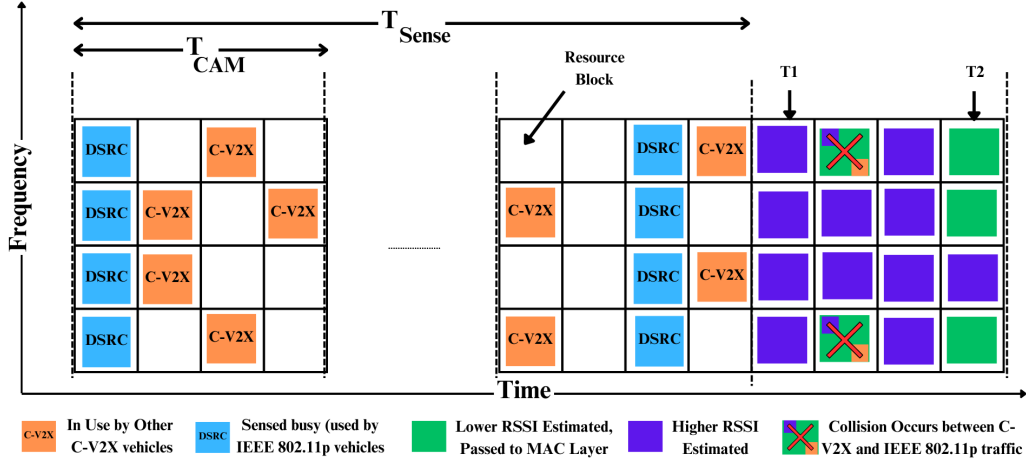 T
Sense
T
CAM
Resource
Block
T1
T2
DSRC
C-V2X
DSRC
C-V2X
DSRC
C-V2X
C-V2X
C-V2X
DSRC
DSRC
C-V2X
DSRC
C-V2X
DSRC
C-V2X
C-V2X
DSRC
C-V2X
DSRC
Frequency
Time
C-V2X
In Use by Other
C-V2X vehicles
DSRC
Sensed busy (used by
IEEE 802.11p vehicles
Lower RSSI Estimated,
Passed to MAC Layer
Higher RSSI
Estimated
Collision Occurs between C-
V2X and IEEE 802.11p traffic